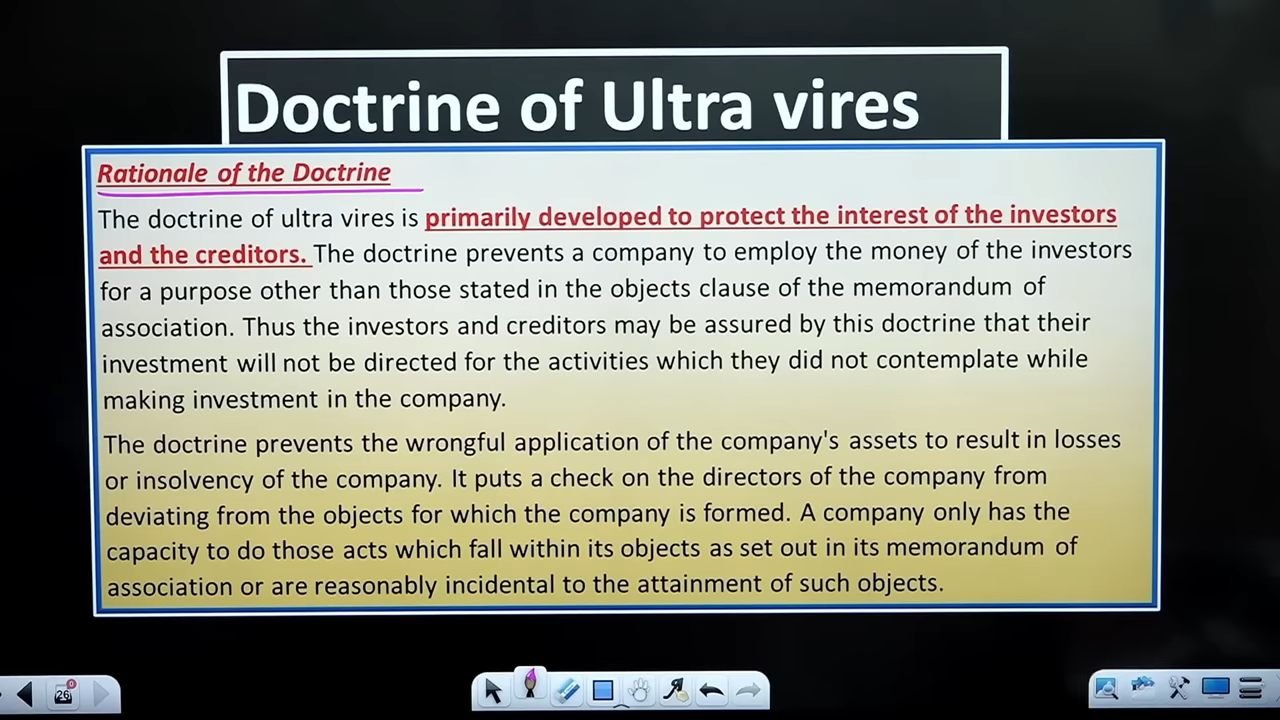 Doctrine of Ultra vires
Rationale of the Doctrine
The doctrine of ultra vires is primarily developed to protect the interest of the investors
and the creditors. The doctrine prevents a company to employ the money of the investors
for a purpose other than those stated in the objects clause of the memorandum of
association. Thus the investors and creditors may be assured by this doctrine that their
investment will not be directed for the activities which they did not contemplate while
making investment in the company.
The doctrine prevents the wrongful application of the company's assets to result in losses
or insolvency of the company. It puts a check on the directors of the company from
deviating from the objects for which the company is formed. A company only has the
capacity to do those acts which fall within its objects as set out in its memorandum of
association or are reasonably incidental to the attainment of such objects.
26
0